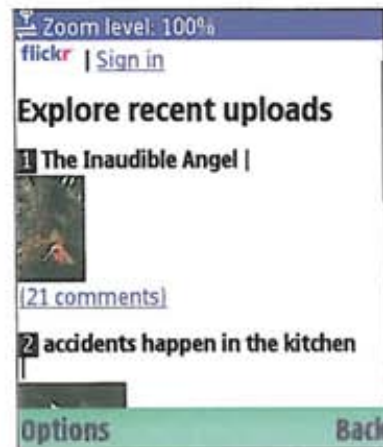 Zoom level: 100%
flickr | Sign in
Explore recent uploads
1 The Inaudible Angel |
(21 comments)
2 accidents happen in the kitchen
|
Options Back